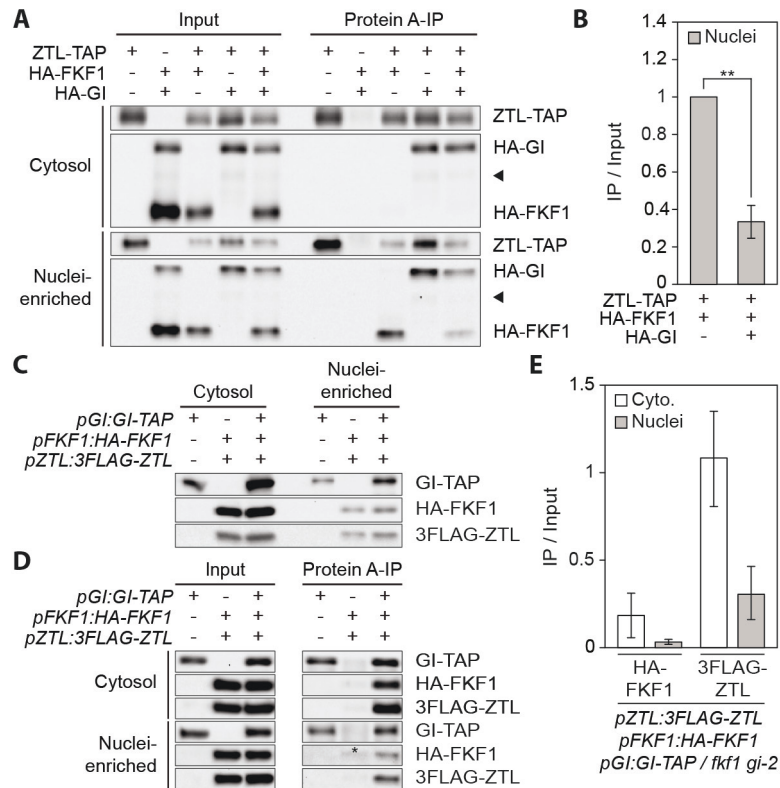 A
Input
Protein A-IP
ZTL-TAP + - + + + + - + + +
HA-FKF1 - + + - + - + + - +
HA-GI - + - + + - + - + +
Cytosol
ZTL-TAP
HA-GI
HA-FKF1
Nuclei-
enriched
ZTL-TAP
HA-GI
HA-FKF1
B
1.4
1.2
1
0.8
0.6
0.4
0.2
0
IP / Input
Nuclei
**
ZTL-TAP + +
HA-FKF1 + +
HA-GI - +
C
Cytosol
Nuclei-
enriched
pGI:GI-TAP + - + + - +
pFKF1:HA-FKF1 - + + - + +
pZTL:3FLAG-ZTL - + + - + +
GI-TAP
HA-FKF1
3FLAG-ZTL
D
Input
Protein A-IP
pGI:GI-TAP + - + + - +
pFKF1:HA-FKF1 - + + - + +
pZTL:3FLAG-ZTL - + + - + +
Cytosol
GI-TAP
HA-FKF1
3FLAG-ZTL
Nuclei-
enriched
GI-TAP
* HA-FKF1
3FLAG-ZTL
E
1.5
1
0.5
0
IP / Input
Cyto.
Nuclei
HA-
FKF1
3FLAG-
ZTL
pZTL:3FLAG-ZTL
pFKF1:HA-FKF1
pGI:GI-TAP / fkf1 gi-2